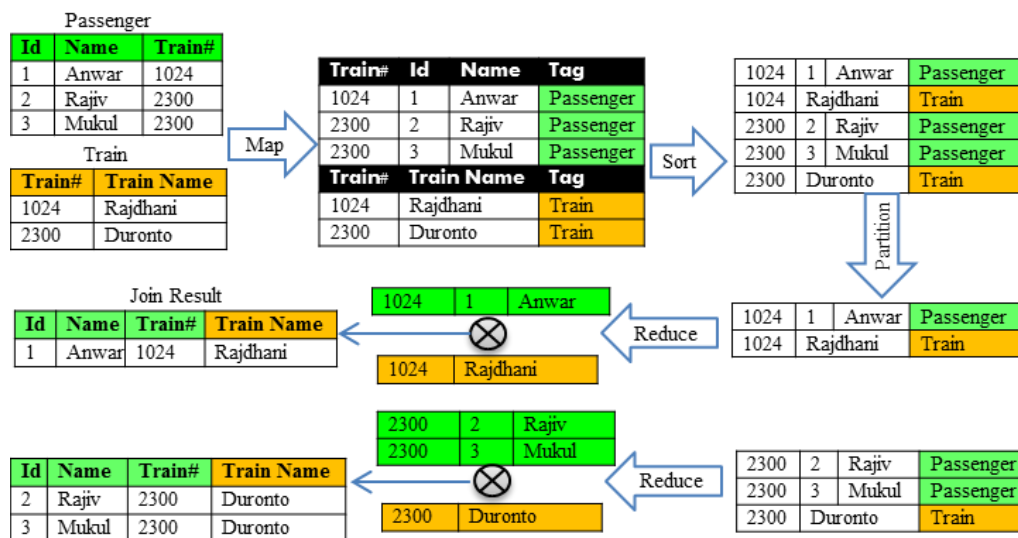 Passenger
Id Name Train#
1 Anwar 1024
2 Rajiv 2300
3 Mukul 2300
Train
Train# Train Name
1024 Rajdhani
2300 Duronto
Map
Train# Id Name Tag
1024 1 Anwar Passenger
2300 2 Rajiv Passenger
2300 3 Mukul Passenger
Train# Train Name Tag
1024 Rajdhani Train
2300 Duronto Train
Sort
1024 1 Anwar Passenger
1024 Rajdhani Train
2300 2 Rajiv Passenger
2300 3 Mukul Passenger
2300 Duronto Train
Partition
1024 1 Anwar Passenger
1024 Rajdhani Train
Reduce
1024 1 Anwar
1024 Rajdhani
Join Result
Id Name Train# Train Name
1 Anwar 1024 Rajdhani
2300 2 Rajiv Passenger
2300 3 Mukul Passenger
2300 Duronto Train
Reduce
2300 2 Rajiv
2300 3 Mukul
2300 Duronto
Id Name Train# Train Name
2 Rajiv 2300 Duronto
3 Mukul 2300 Duronto